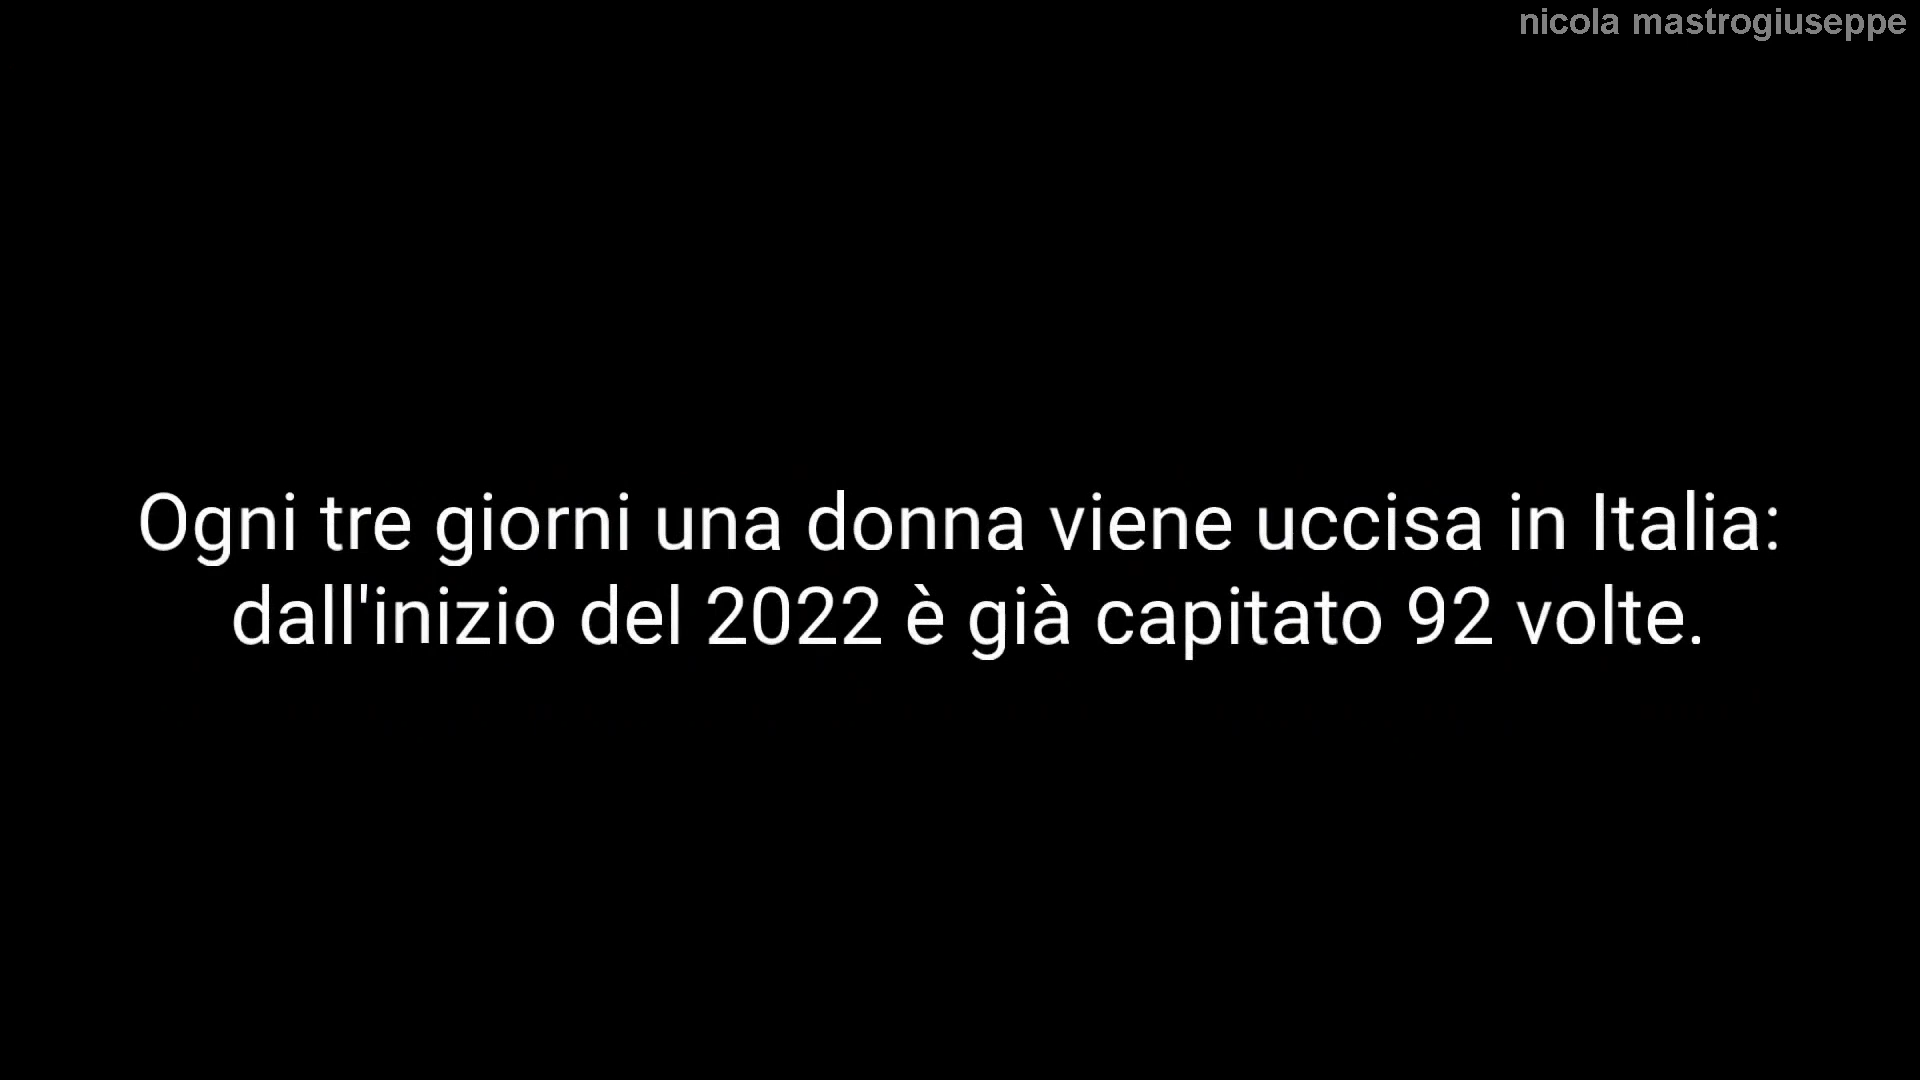 nicola mastrogiuseppe
Ogni tre giorni una donna viene uccisa in Italia:
dall'inizio del 2022 è già capitato 92 volte.